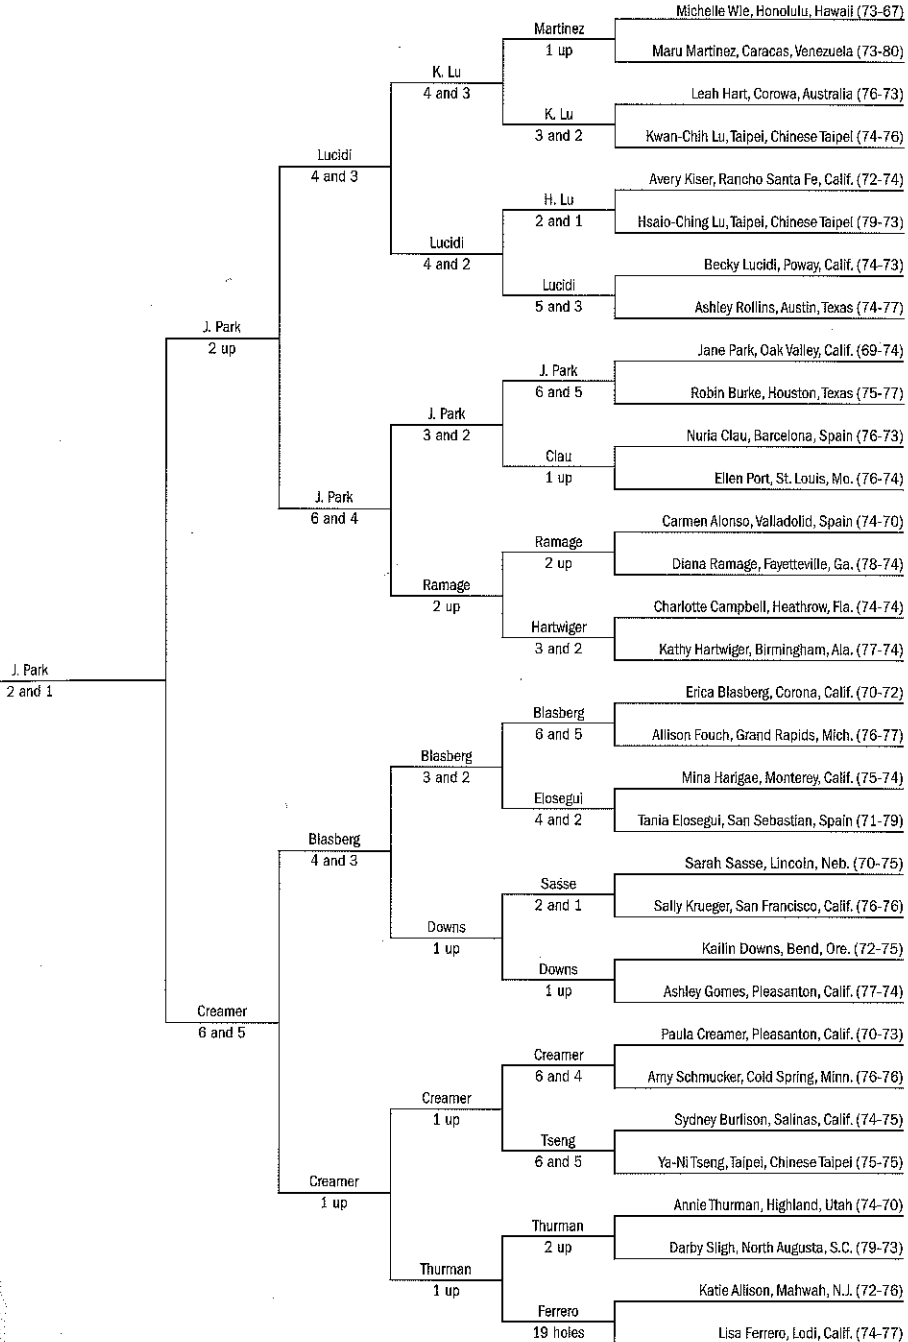 Michelle Wie, Honolulu, Hawaii (73-67)
Martinez
1 up
Maru Martinez, Caracas, Venezuela (73-80)
K. Lu
4 and 3
Leah Hart, Corowa, Australia (76-73)
K. Lu
3 and 2
Kwan-Chih Lu, Taipei, Chinese Taipei (74-76)
Lucidi
4 and 3
Avery Kiser, Rancho Santa Fe, Calif. (72-74)
H. Lu
2 and 1
Hsaio-Ching Lu, Taipei, Chinese Taipei (79-73)
Lucidi
4 and 2
Becky Lucidi, Poway, Calif. (74-73)
Lucidi
5 and 3
Ashley Rollins, Austin, Texas (74-77)
J. Park
2 up
Jane Park, Oak Valley, Calif. (69-74)
J. Park
6 and 5
Robin Burke, Houston, Texas (75-77)
J. Park
3 and 2
Nuria Clau, Barcelona, Spain (76-73)
Clau
1 up
Ellen Port, St. Louis, Mo. (76-74)
J. Park
6 and 4
Carmen Alonso, Valladolid, Spain (74-70)
Ramage
2 up
Diana Ramage, Fayetteville, Ga. (78-74)
Ramage
2 up
Charlotte Campbell, Heathrow, Fla. (74-74)
Hartwiger
3 and 2
Kathy Hartwiger, Birmingham, Ala. (77-74)
J. Park
2 and 1
Erica Blasberg, Corona, Calif. (70-72)
Blasberg
6 and 5
Allison Fouch, Grand Rapids, Mich. (76-77)
Blasberg
3 and 2
Mina Harigae, Monterey, Calif. (75-74)
Elosegui
4 and 2
Tania Elosegui, San Sebastian, Spain (71-79)
Blasberg
4 and 3
Sarah Sasse, Lincoln, Neb. (70-75)
Sasse
2 and 1
Sally Krueger, San Francisco, Calif. (76-76)
Downs
1 up
Kailin Downs, Bend, Ore. (72-75)
Downs
1 up
Ashley Gomes, Pleasanton, Calif. (77-74)
Creamer
6 and 5
Paula Creamer, Pleasanton, Calif. (70-73)
Creamer
6 and 4
Amy Schmucker, Cold Spring, Minn. (76-76)
Creamer
1 up
Sydney Burlison, Salinas, Calif. (74-75)
Tseng
6 and 5
Ya-Ni Tseng, Taipei, Chinese Taipei (75-75)
Creamer
1 up
Annie Thurman, Highland, Utah (74-70)
Thurman
2 up
Darby Sligh, North Augusta, S.C. (79-73)
Thurman
1 up
Katie Allison, Mahwah, N.J. (72-76)
Ferrero
19 holes
Lisa Ferrero, Lodi, Calif. (74-77)